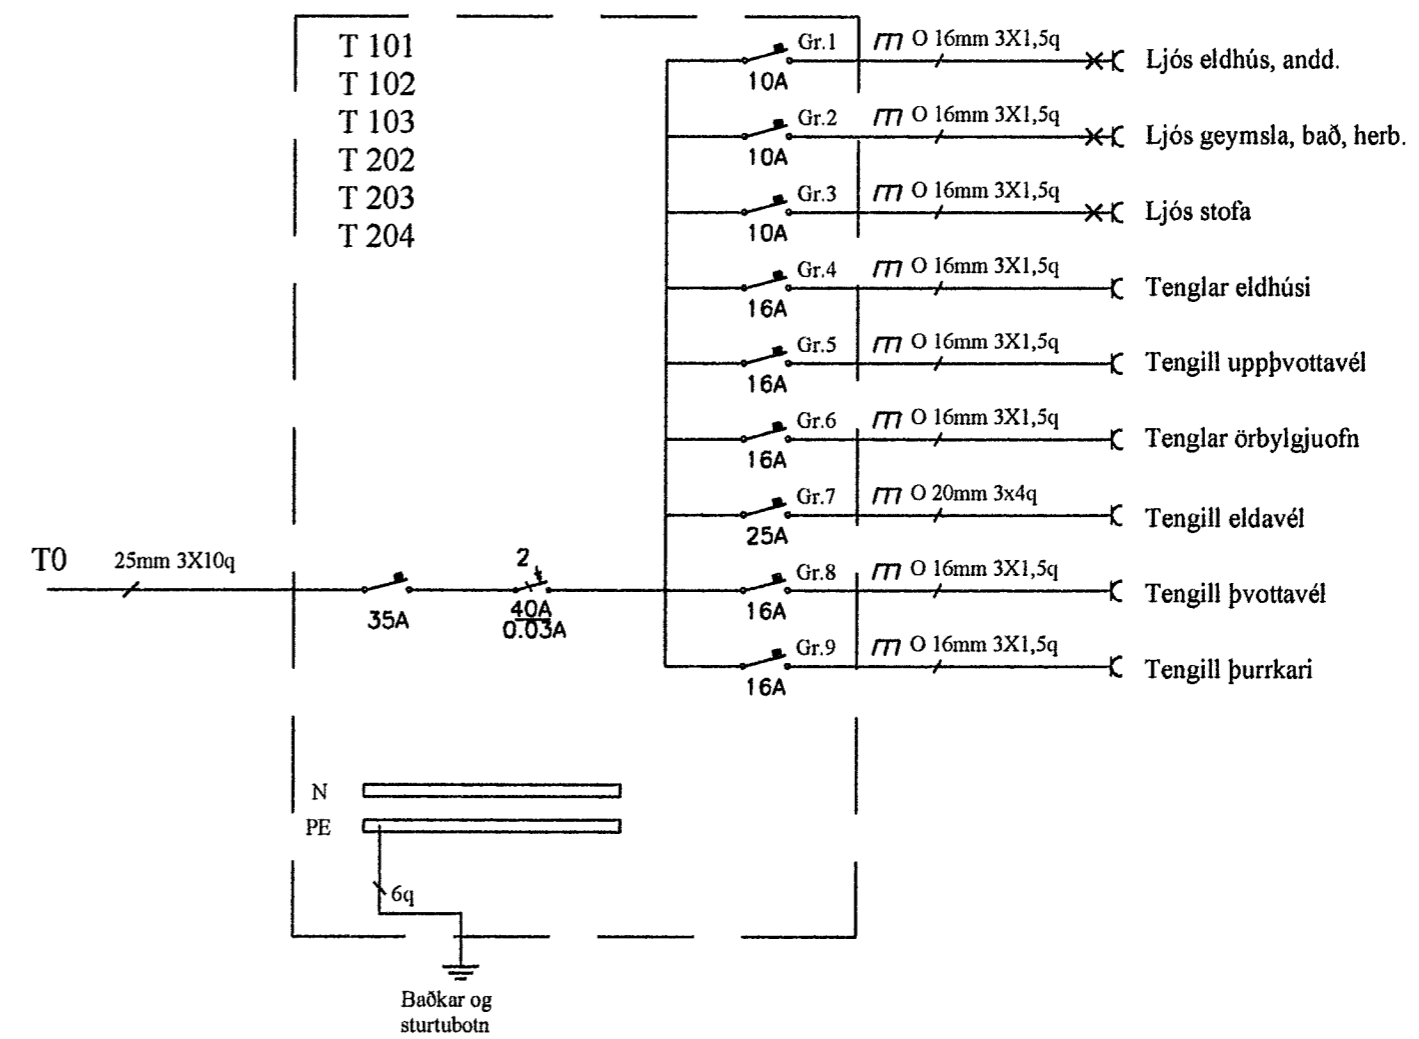 T 101
T 102
T 103
T 202
T 203
T 204
Gr.1 O 16mm 3X1,5q Ljós eldhús, andd.
10A
Gr.2 O 16mm 3X1,5q Ljós geymsla, bað, herb.
10A
Gr.3 O 16mm 3X1,5q Ljós stofa
10A
Gr.4 O 16mm 3X1,5q Tenglar eldhúsi
16A
Gr.5 O 16mm 3X1,5q Tengill uppþvottavél
16A
Gr.6 O 16mm 3X1,5q Tenglar örbylgjuofn
16A
Gr.7 O 20mm 3x4q Tengill eldavél
25A
T0 25mm 3X10q
35A
2
40A
0.03A
Gr.8 O 16mm 3X1,5q Tengill þvottavél
16A
Gr.9 O 16mm 3X1,5q Tengill þurrkari
16A
N
PE
6q
Baðkar og
sturtubotn